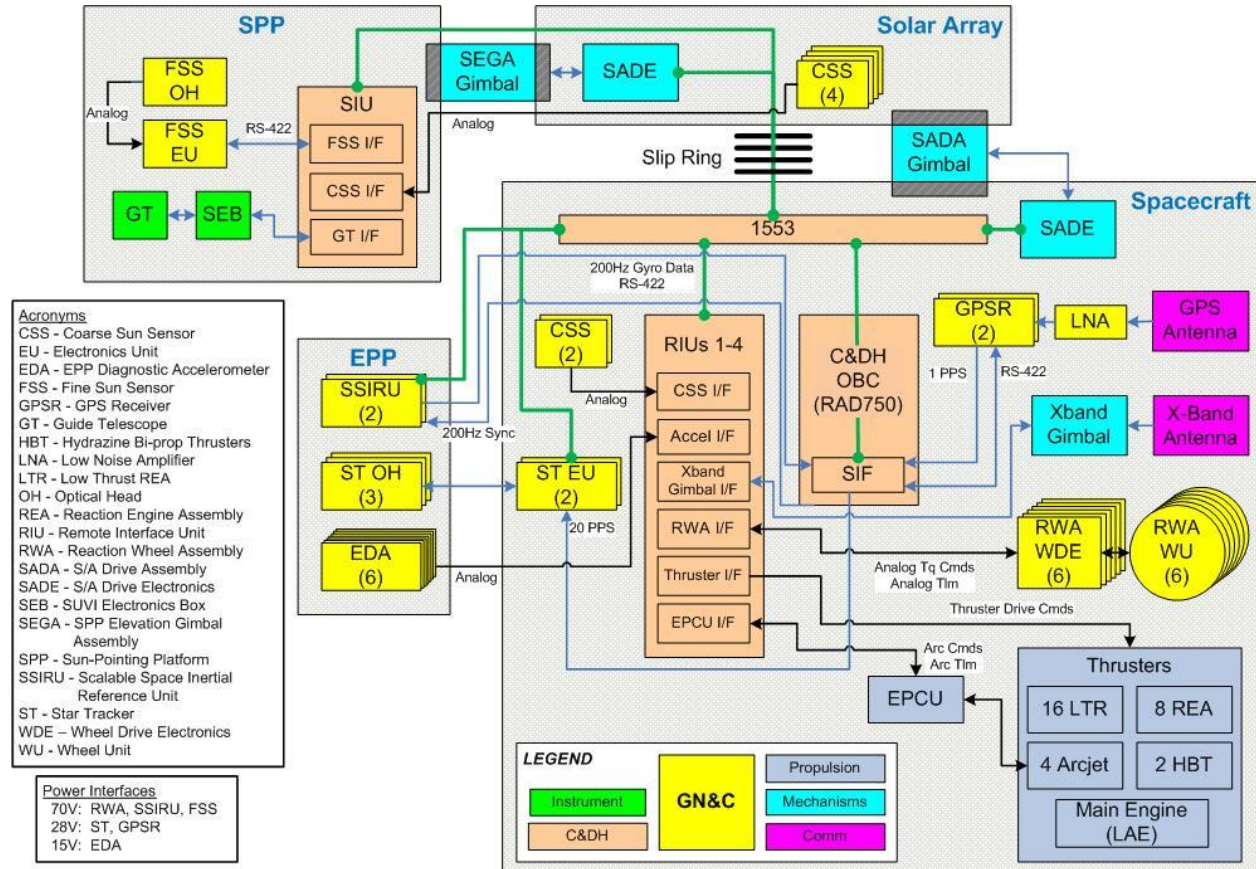 SPP
FSS
OH
Analog
FSS
EU
RS-422
SIU
FSS I/F
CSS I/F
GT I/F
GT
SEB
Solar Array
SEGA
Gimbal
SADE
CSS
(4)
Analog
Slip Ring
SADA
Gimbal
Spacecraft
1553
SADE
200Hz Gyro Data
RS-422
Acronyms
CSS - Coarse Sun Sensor
EU - Electronics Unit
EDA - EPP Diagnostic Accelerometer
FSS - Fine Sun Sensor
GPSR - GPS Receiver
GT - Guide Telescope
HBT - Hydrazine Bi-prop Thrusters
LNA - Low Noise Amplifier
LTR - Low Thrust REA
OH - Optical Head
REA - Reaction Engine Assembly
RIU - Remote Interface Unit
RWA - Reaction Wheel Assembly
SADA - S/A Drive Assembly
SADE - S/A Drive Electronics
SEB - SUVI Electronics Box
SEGA - SPP Elevation Gimbal
Assembly
SPP - Sun-Pointing Platform
SSIRU - Scalable Space Inertial
Reference Unit
ST - Star Tracker
WDE – Wheel Drive Electronics
WU - Wheel Unit
Power Interfaces
70V: RWA, SSIRU, FSS
28V: ST, GPSR
15V: EDA
EPP
SSIRU
(2)
200Hz Sync
ST OH
(3)
EDA
(6)
Analog
CSS
(2)
Analog
ST EU
(2)
20 PPS
RIUs 1-4
CSS I/F
Accel I/F
Xband
Gimbal I/F
RWA I/F
Thruster I/F
EPCU I/F
C&DH
OBC
(RAD750)
SIF
GPSR
(2)
LNA
GPS
Antenna
1 PPS
RS-422
Xband
Gimbal
X-Band
Antenna
RWA
WDE
(6)
RWA
WU
(6)
Analog Tq Cmds
Analog Tlm
Thruster Drive Cmds
Arc Cmds
Arc Tlm
EPCU
Thrusters
16 LTR
8 REA
4 Arcjet
2 HBT
Main Engine
(LAE)
LEGEND
Instrument
C&DH
GN&C
Propulsion
Mechanisms
Comm